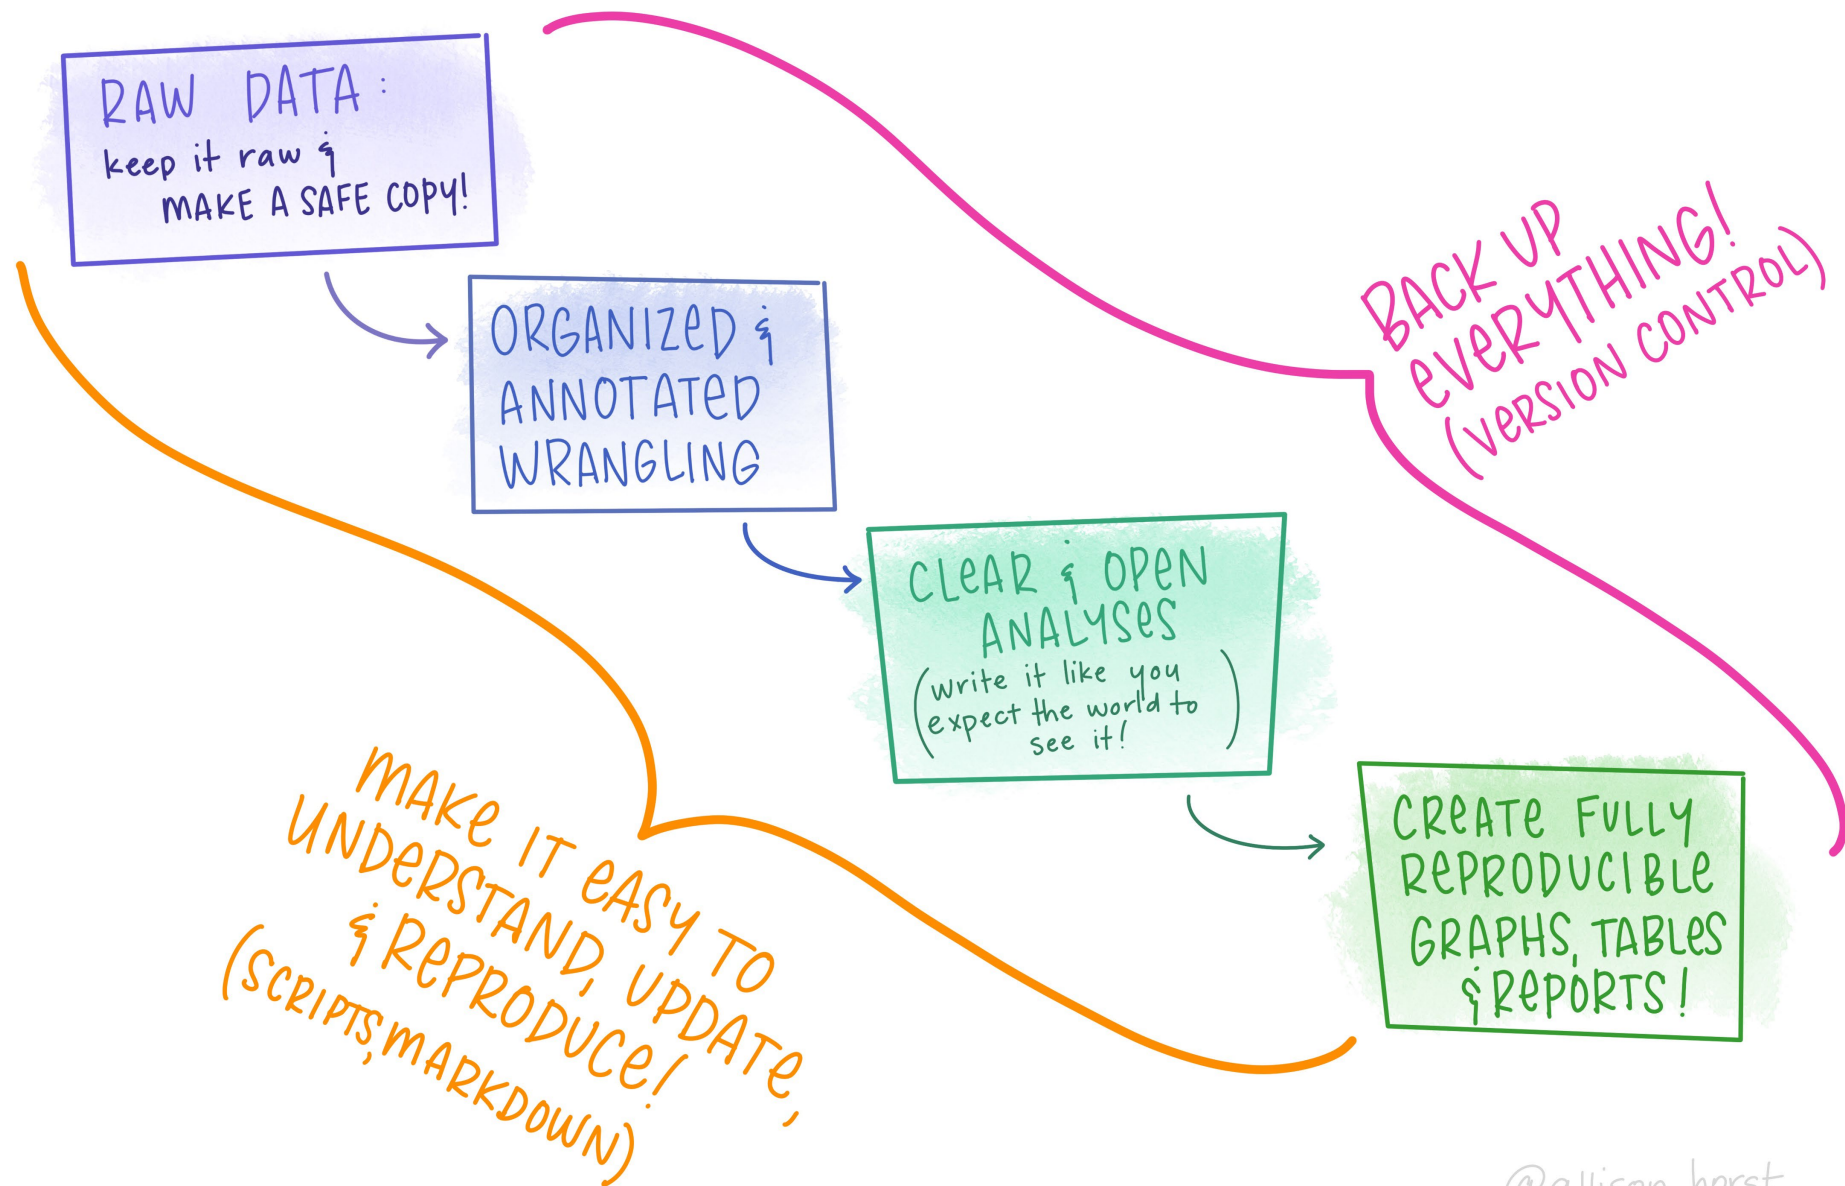 RAW DATA:
keep it raw &
MAKE A SAFE COPY!
ORGANIZED &
ANNOTATED
WRANGLING
CLEAR & OPEN
ANALYSES
(write it like you
expect the world to
see it!)
CREATE FULLY
REPRODUCIBLE
GRAPHS, TABLES
& REPORTS!
BACK UP
EVERYTHING!
(VERSION CONTROL)
MAKE IT EASY TO
UNDERSTAND, UPDATE,
& REPRODUCE!
(SCRIPTS, MARKDOWN)
@allison_horst